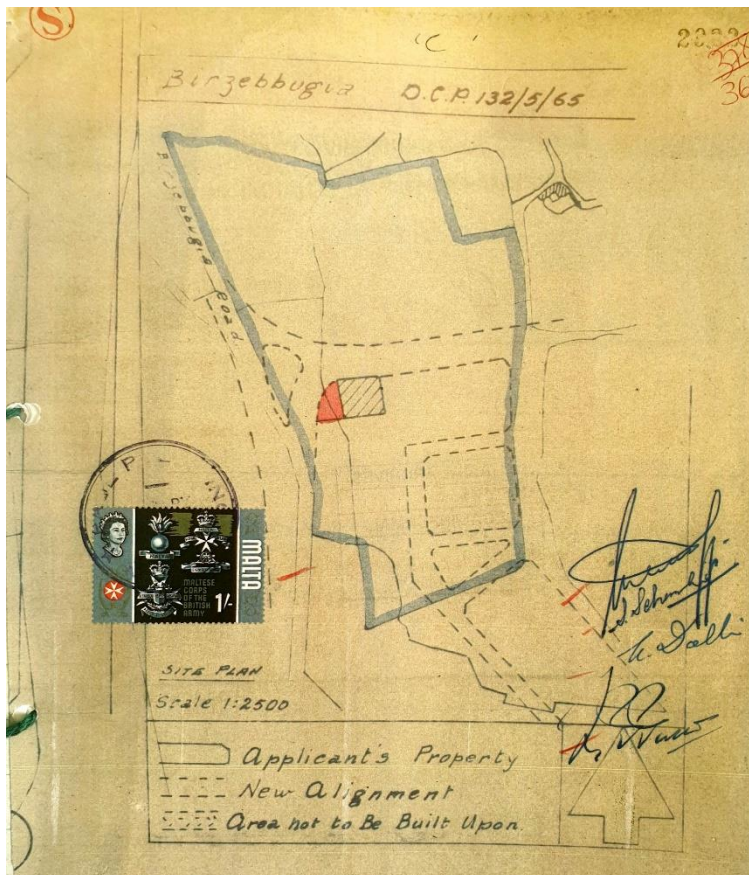 S.
'C'
36
Birzebbugia D.C.P. 132/5/65
Birzebbugia Road
MALTA
MALTESE
CORPS
OF THE
BRITISH
ARMY
1/-
SITE PLAN
Scale 1:2500
Applicant's Property
New Alignment
Area not to Be Built Upon